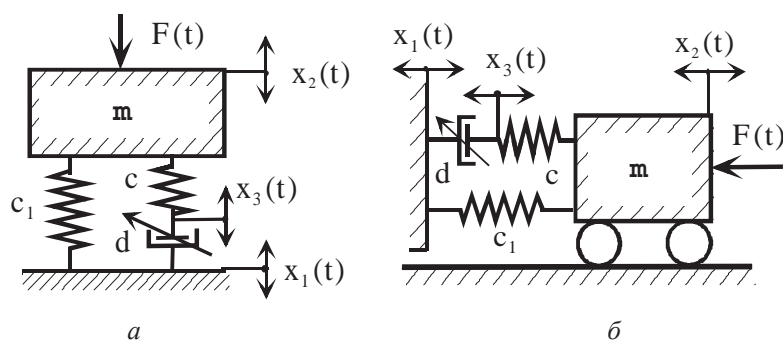 F(t)
x₂(t)
m
c₁
c
x₃(t)
d
x₁(t)
а
x₁(t)
x₃(t)
x₂(t)
F(t)
m
d
c
c₁
б